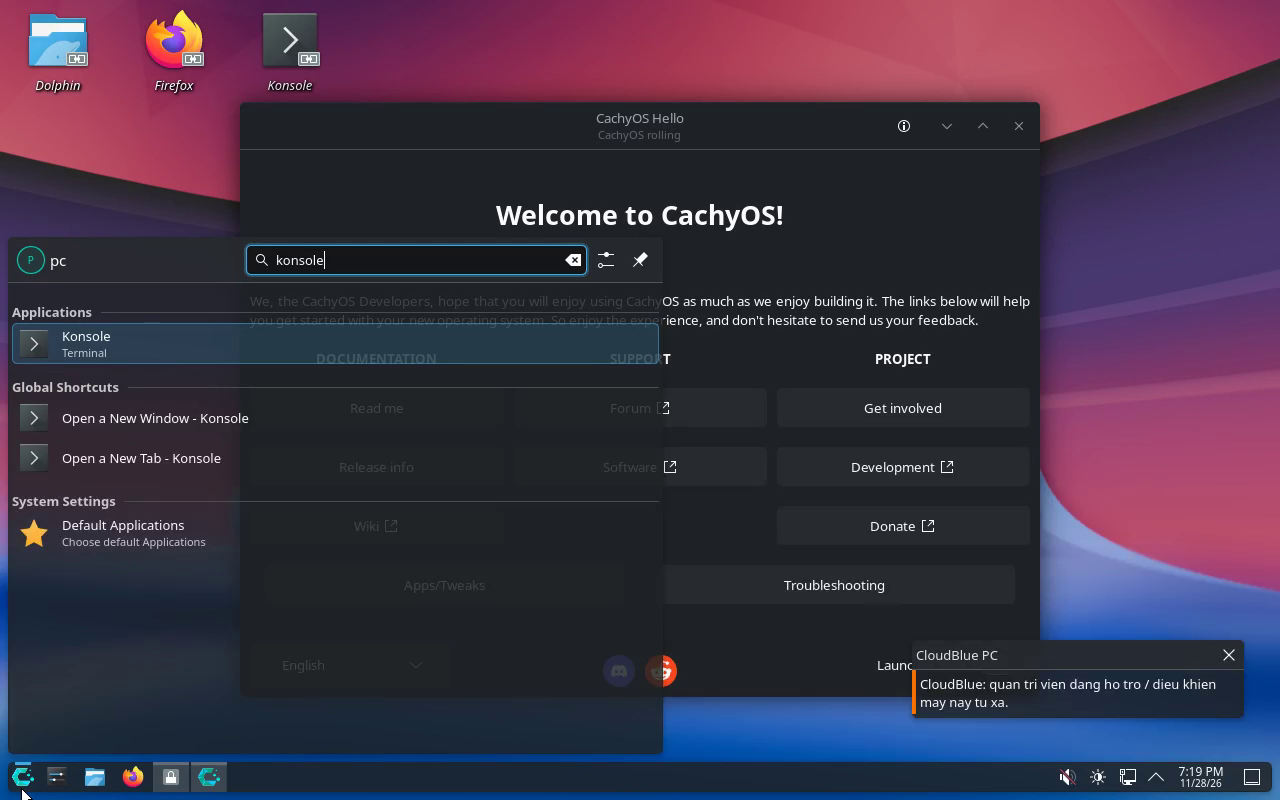 Dolphin
Firefox
Konsole
CachyOS Hello
CachyOS rolling
Welcome to CachyOS!
P
pc
konsole
We, the CachyOS Developers, hope that you will enjoy using CachyOS as much as we enjoy building it. The links below will help
you get started with your new operating system. So enjoy the experience, and don't hesitate to send us your feedback.
Applications
Konsole
Terminal
Global Shortcuts
Open a New Window - Konsole
Open a New Tab - Konsole
System Settings
Default Applications
Choose default Applications
DOCUMENTATION
SUPPORT
PROJECT
Read me
Forum
Get involved
Release info
Software
Development
Wiki
Donate
Apps/Tweaks
Troubleshooting
English
CloudBlue PC
CloudBlue: quan tri vien dang ho tro / dieu khien
may nay tu xa.
7:19 PM
11/28/26